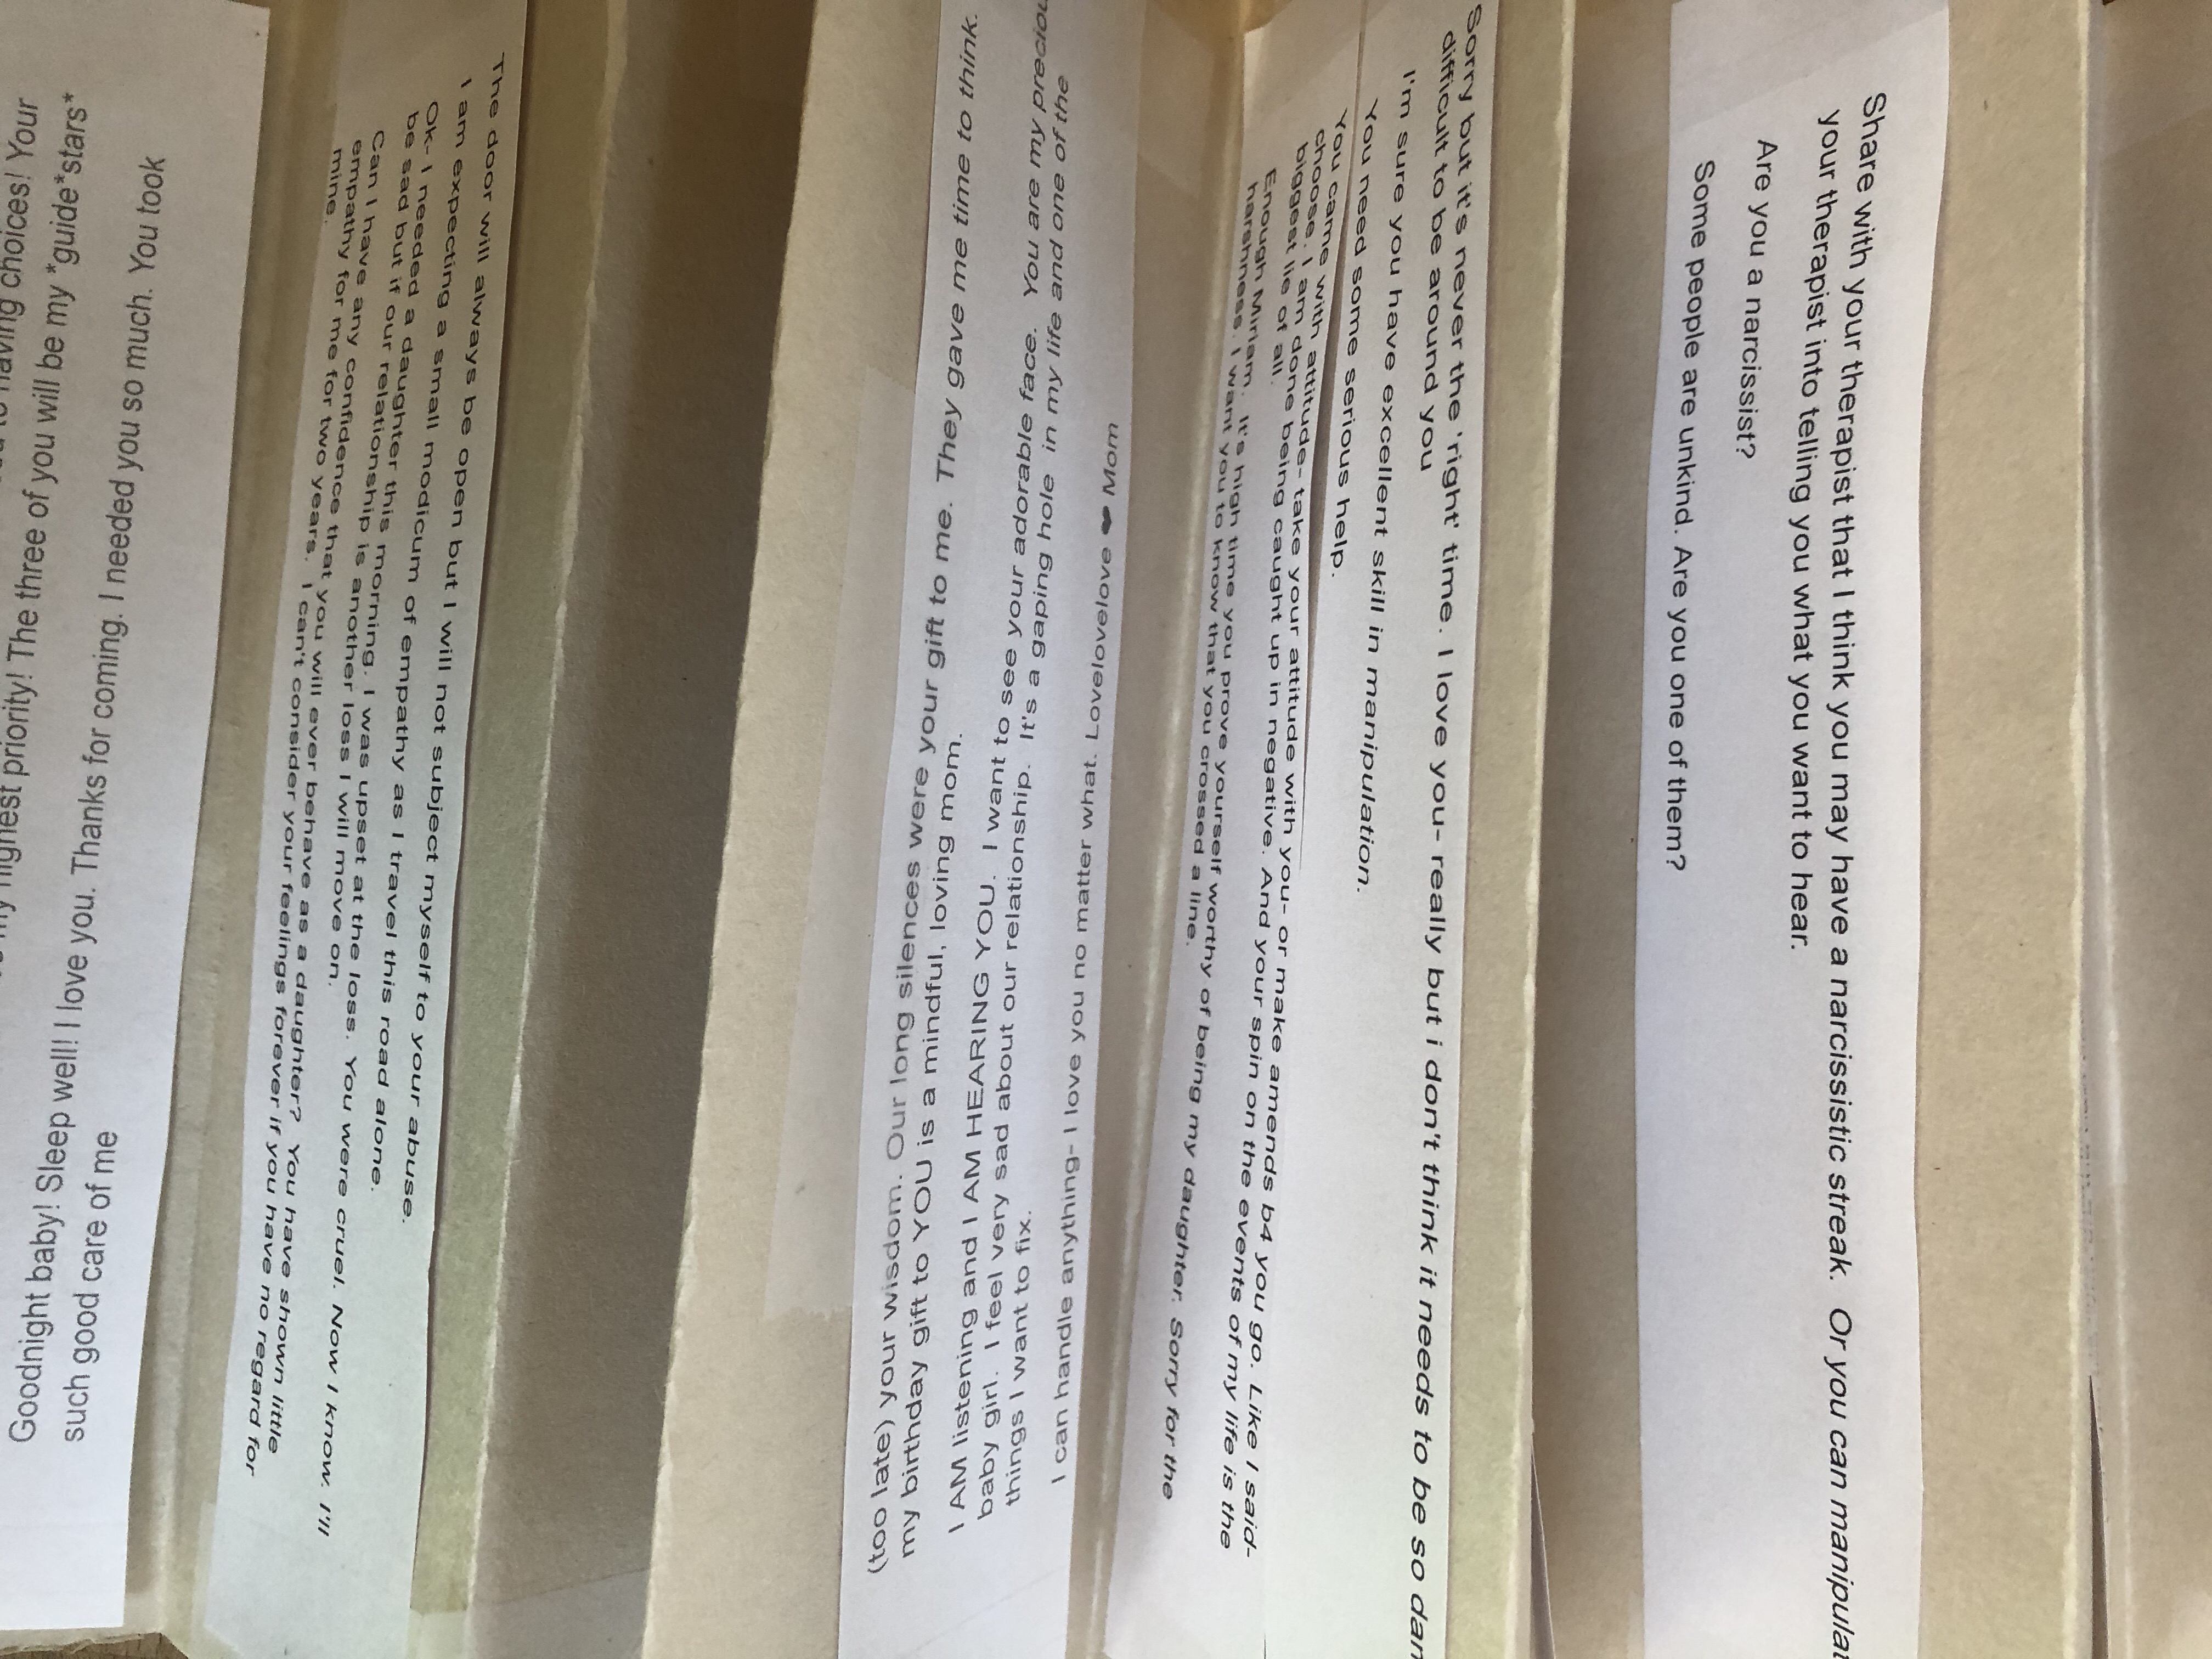 having choices! Your
highest priority! The three of you will be my *guide*stars*
Goodnight baby! Sleep well! I love you. Thanks for coming. I needed you so much. You took
such good care of me
The door will always be open but I will not subject myself to your abuse.
I am expecting a small modicum of empathy as I travel this road alone.
Ok- I needed a daughter this morning. I was upset at the loss. You were cruel. Now I know. I'll
be sad but if our relationship is another loss I will move on.
Can I have any confidence that you will ever behave as a daughter? You have shown little
empathy for me for two years. I can't consider your feelings forever if you have no regard for
mine.
(too late) your wisdom. Our long silences were your gift to me. They gave me time to think.
my birthday gift to YOU is a mindful, loving mom.
I AM listening and I AM HEARING YOU. I want to see your adorable face. You are my precious
baby girl. I feel very sad about our relationship. It's a gaping hole in my life and one of the
things I want to fix.
I can handle anything- I love you no matter what. Lovelovelove ❤ Mom
Sorry but it's never the 'right' time. I love you- really but i don't think it needs to be so
difficult to be around you
I'm sure you have excellent skill in manipulation.
You need some serious help.
You came with attitude- take your attitude with you- or make amends b4 you go. Like I said-
choose. I am done being caught up in negative. And your spin on the events of my life is the
biggest lie of all.
Enough Miriam. It's high time you prove yourself worthy of being my daughter. Sorry for the
harshness. I want you to know that you crossed a line.
Share with your therapist that I think you may have a narcissistic streak. Or you can manipulat
your therapist into telling you what you want to hear.
Are you a narcissist?
Some people are unkind. Are you one of them?